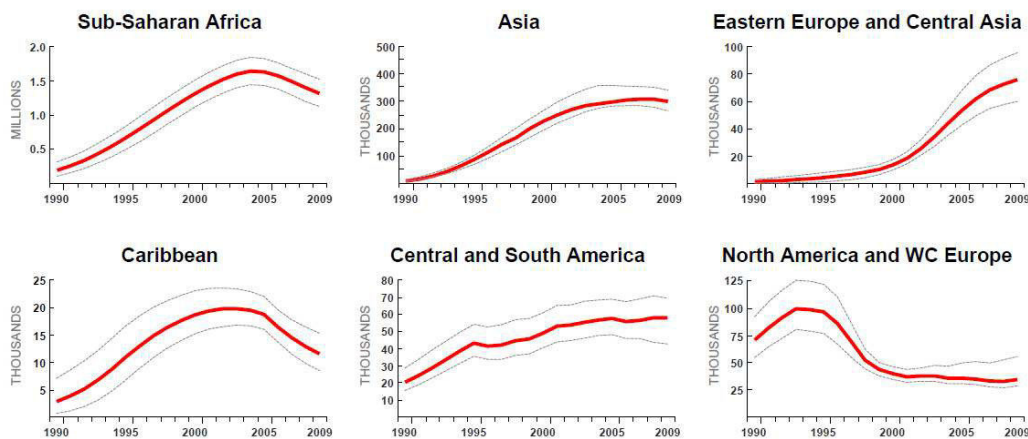 Sub-Saharan Africa
MILLIONS
2.0
1.5
1.0
0.5
1990 1995 2000 2005 2009
Asia
THOUSANDS
500
400
300
200
100
1990 1995 2000 2005 2009
Eastern Europe and Central Asia
THOUSANDS
100
80
60
40
20
1990 1995 2000 2005 2009
Caribbean
THOUSANDS
25
20
15
10
5
1990 1995 2000 2005 2009
Central and South America
THOUSANDS
80
70
60
50
40
30
20
10
1990 1995 2000 2005 2009
North America and WC Europe
THOUSANDS
125
100
75
50
25
1990 1995 2000 2005 2009